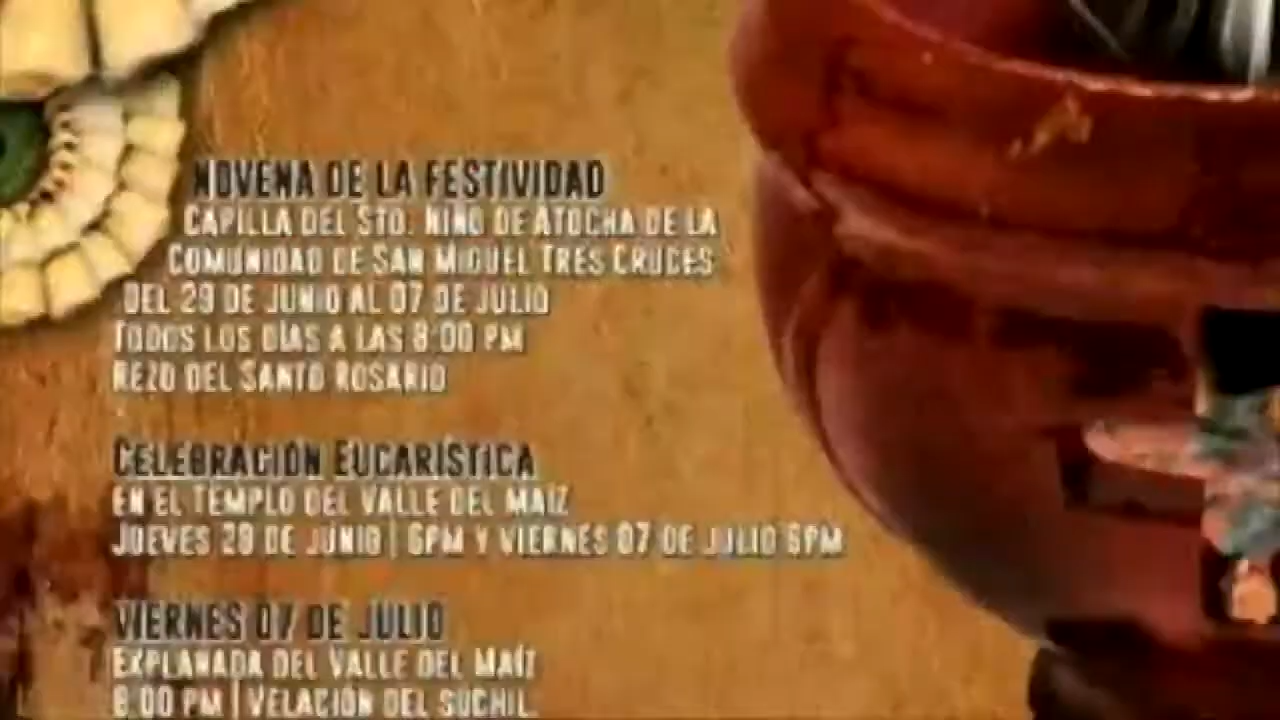 NOVENA DE LA FESTIVIDAD
CAPILLA DEL STO. NIÑO DE ATOCHA DE LA
COMUNIDAD DE SAN MIGUEL TRES CRUCES
DEL 29 DE JUNIO AL 07 DE JULIO
TODOS LOS DÍAS A LAS 8:00 PM
REZO DEL SANTO ROSARIO
CELEBRACIÓN EUCARÍSTICA
EN EL TEMPLO DEL VALLE DEL MAÍZ
JUEVES 29 DE JUNIO | 6PM Y VIERNES 07 DE JULIO 6PM
VIERNES 07 DE JULIO
EXPLANADA DEL VALLE DEL MAÍZ
8:00 PM | VELACIÓN DEL SUCHIL.